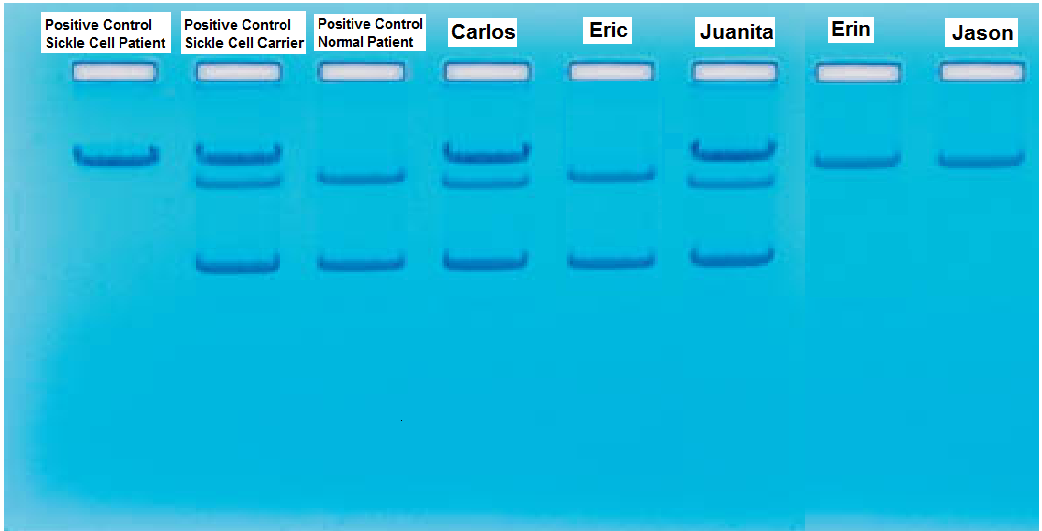 Positive Control
Sickle Cell Patient
Positive Control
Sickle Cell Carrier
Positive Control
Normal Patient
Carlos
Eric
Juanita
Erin
Jason